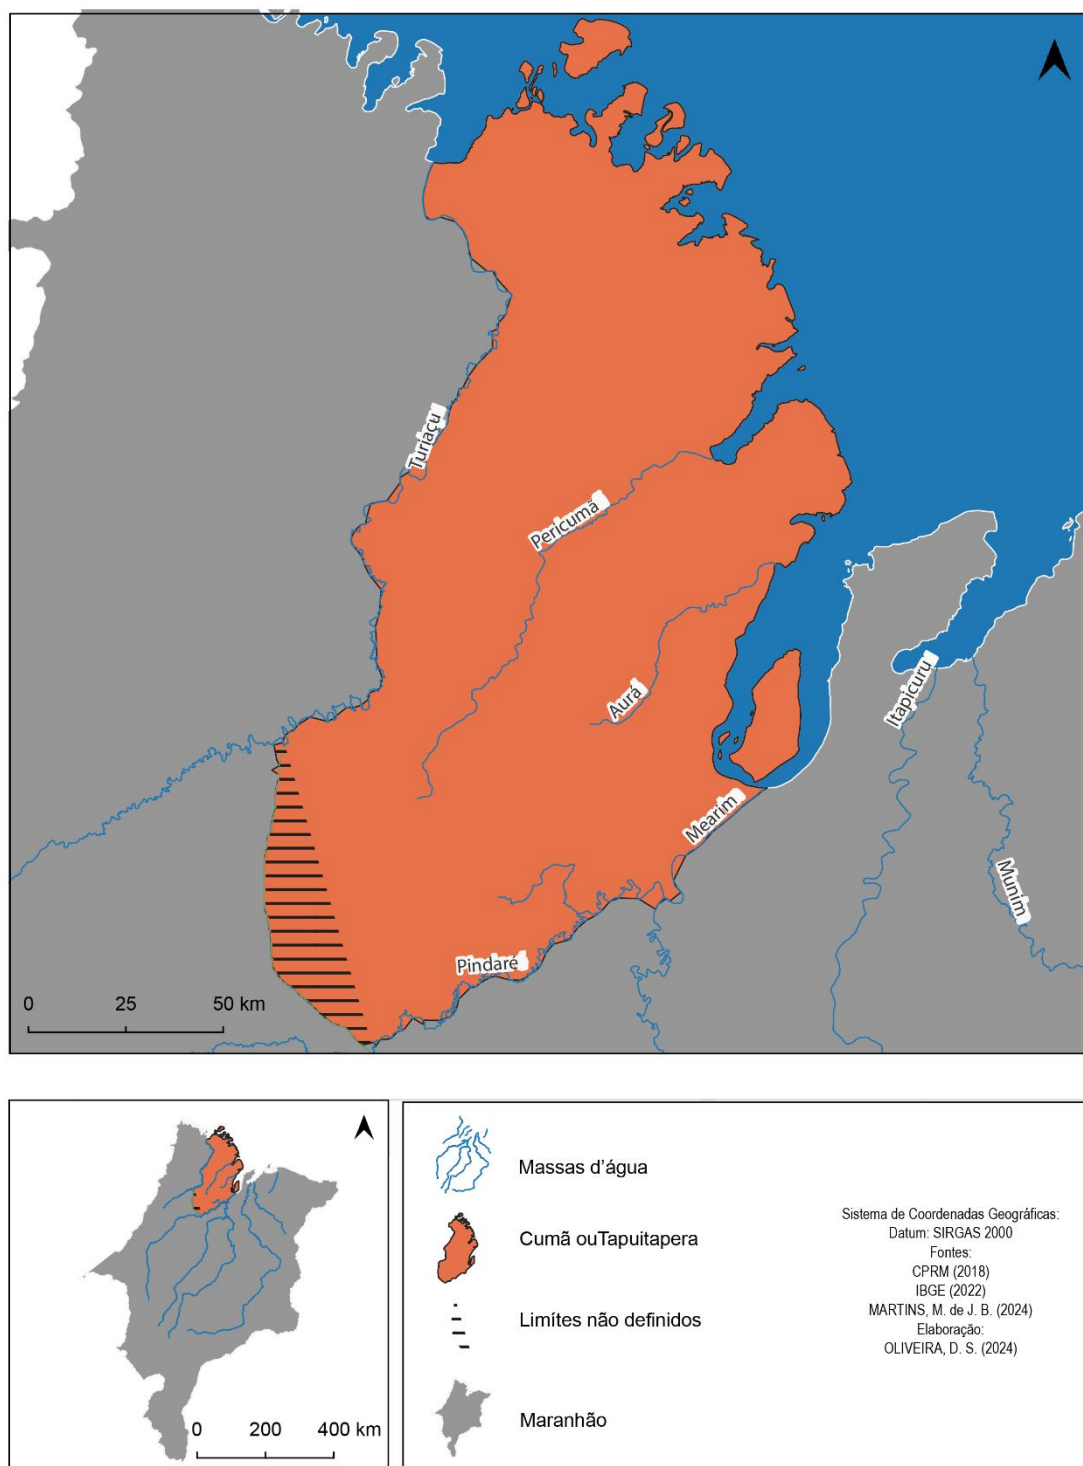 Turiaçu
Pericumã
Aurá
Itapicuru
Mearim
Munim
Pindaré
0 25 50 km
0 200 400 km
Massas d'água
Cumã ouTapuitapera
Limítes não definidos
Maranhão
Sistema de Coordenadas Geográficas:
Datum: SIRGAS 2000
Fontes:
CPRM (2018)
IBGE (2022)
MARTINS, M. de J. B. (2024)
Elaboração:
OLIVEIRA, D. S. (2024)